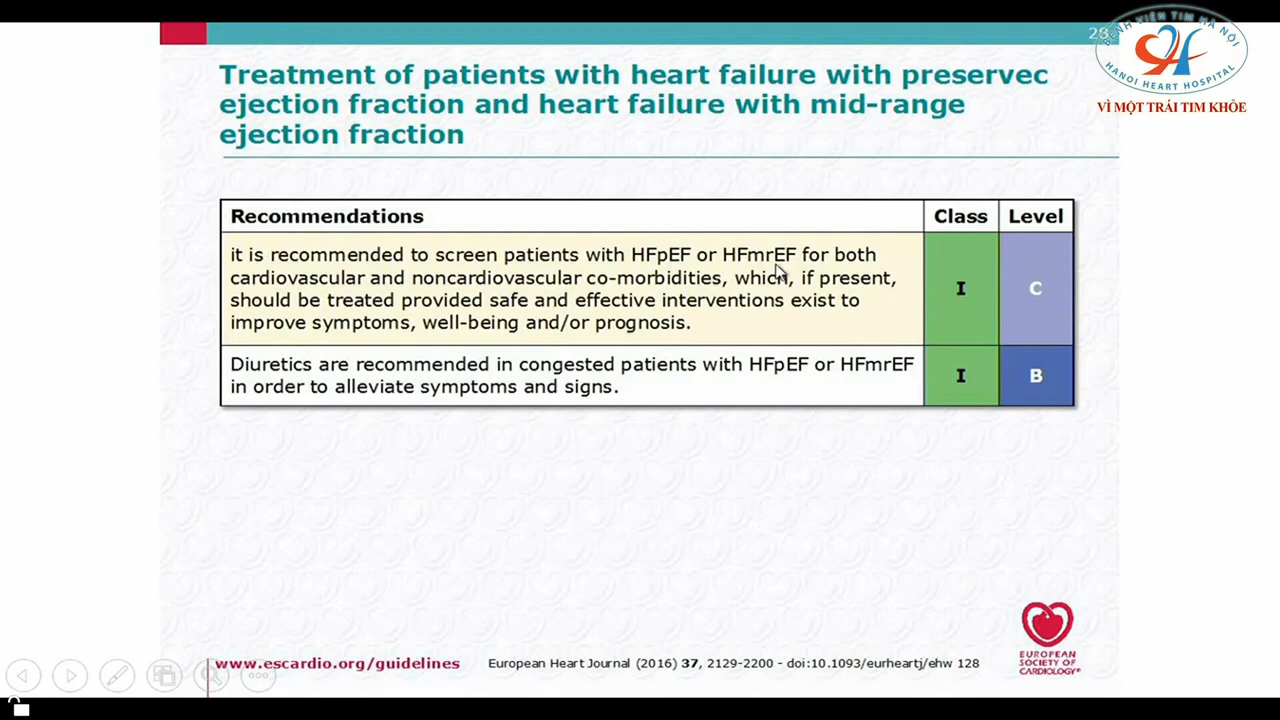 28
BỆNH VIỆN TIM HÀ NỘI
HANOI HEART HOSPITAL
VÌ MỘT TRÁI TIM KHỎE
Treatment of patients with heart failure with preservec
ejection fraction and heart failure with mid-range
ejection fraction
Recommendations Class Level
it is recommended to screen patients with HFpEF or HFmrEF for both
cardiovascular and noncardiovascular co-morbidities, which, if present,
should be treated provided safe and effective interventions exist to
improve symptoms, well-being and/or prognosis.
I C
Diuretics are recommended in congested patients with HFpEF or HFmrEF
in order to alleviate symptoms and signs.
I B
www.escardio.org/guidelines European Heart Journal (2016) 37, 2129-2200 - doi:10.1093/eurheartj/ehw 128
EUROPEAN
SOCIETY OF
CARDIOLOGY®